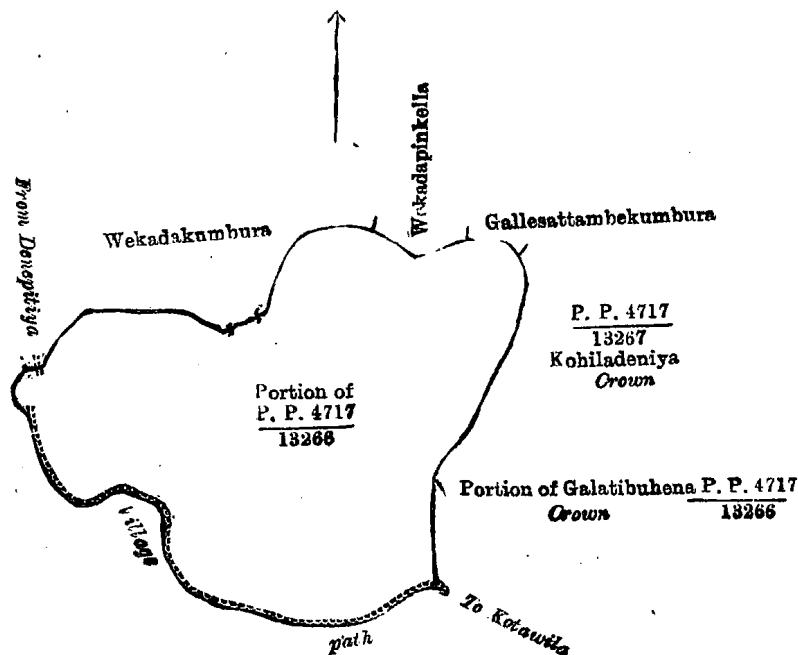 Wekadapinkella
From Denepitiya
Wekadakumbura
Gallesattambekumbura
P. P. 4717
13267
Kohiladeniya
Crown
Portion of
P. P. 4717
13266
Portion of Galatibuhena P. P. 4717
Crown 13266
Village
path
To Kotawila